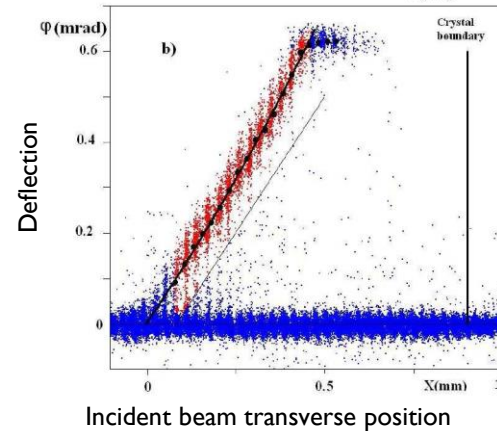 φ(mrad)
Crystal
boundary
0.6
b)
0.4
Deflection
0.2
0
0
0.5
X(mm)
Incident beam transverse position